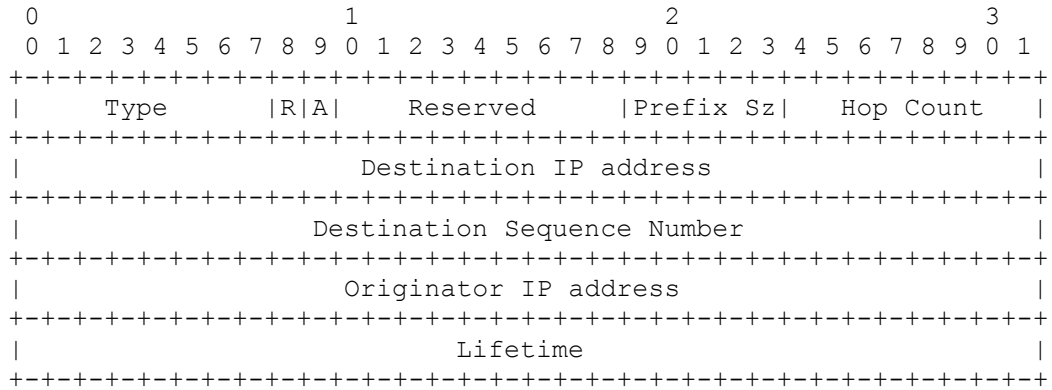 0                   1                   2                   3
0 1 2 3 4 5 6 7 8 9 0 1 2 3 4 5 6 7 8 9 0 1 2 3 4 5 6 7 8 9 0 1
+-+-+-+-+-+-+-+-+-+-+-+-+-+-+-+-+-+-+-+-+-+-+-+-+-+-+-+-+-+-+-+-+
|     Type      |R|A|    Reserved     |Prefix Sz|   Hop Count   |
+-+-+-+-+-+-+-+-+-+-+-+-+-+-+-+-+-+-+-+-+-+-+-+-+-+-+-+-+-+-+-+-+
|                     Destination IP address                    |
+-+-+-+-+-+-+-+-+-+-+-+-+-+-+-+-+-+-+-+-+-+-+-+-+-+-+-+-+-+-+-+-+
|                  Destination Sequence Number                  |
+-+-+-+-+-+-+-+-+-+-+-+-+-+-+-+-+-+-+-+-+-+-+-+-+-+-+-+-+-+-+-+-+
|                    Originator IP address                      |
+-+-+-+-+-+-+-+-+-+-+-+-+-+-+-+-+-+-+-+-+-+-+-+-+-+-+-+-+-+-+-+-+
|                           Lifetime                            |
+-+-+-+-+-+-+-+-+-+-+-+-+-+-+-+-+-+-+-+-+-+-+-+-+-+-+-+-+-+-+-+-+